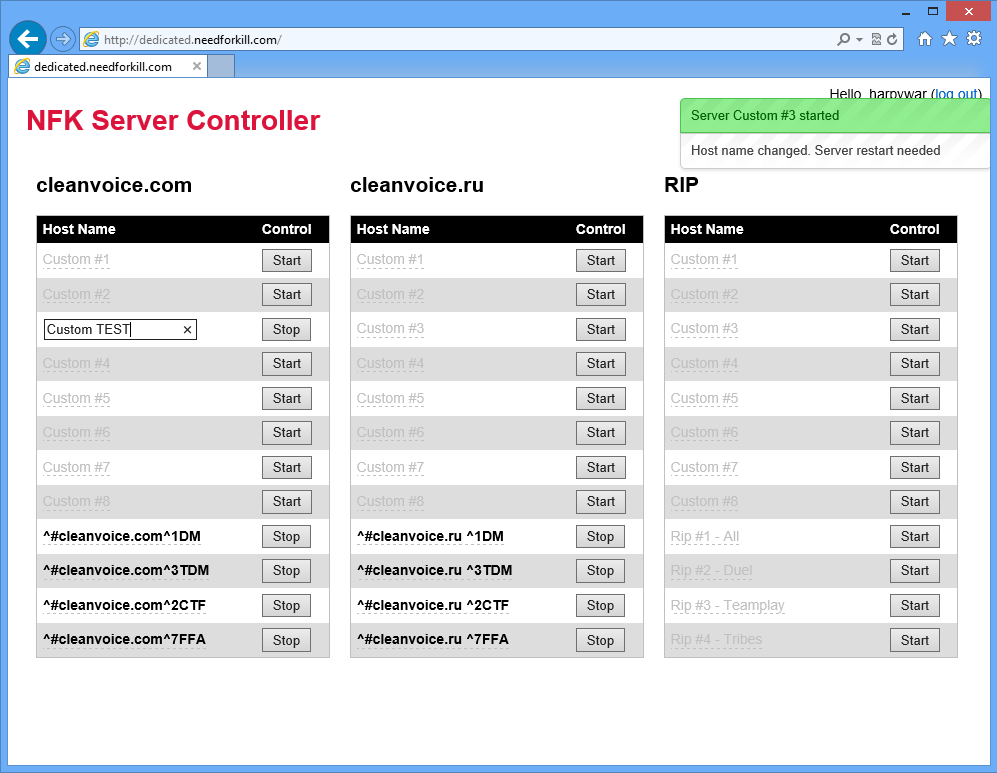 http://dedicated.needforkill.com/
dedicated.needforkill.com
Hello, harpywar (log out)
NFK Server Controller
Server Custom #3 started
Host name changed. Server restart needed
cleanvoice.com cleanvoice.ru RIP
Host Name Control Host Name Control Host Name Control
Custom #1 Start Custom #1 Start Custom #1 Start
Custom #2 Start Custom #2 Start Custom #2 Start
Custom TEST Stop Custom #3 Start Custom #3 Start
Custom #4 Start Custom #4 Start Custom #4 Start
Custom #5 Start Custom #5 Start Custom #5 Start
Custom #6 Start Custom #6 Start Custom #6 Start
Custom #7 Start Custom #7 Start Custom #7 Start
Custom #8 Start Custom #8 Start Custom #8 Start
^#cleanvoice.com^1DM Stop ^#cleanvoice.ru ^1DM Stop Rip #1 - All Start
^#cleanvoice.com^3TDM Stop ^#cleanvoice.ru ^3TDM Stop Rip #2 - Duel Start
^#cleanvoice.com^2CTF Stop ^#cleanvoice.ru ^2CTF Stop Rip #3 - Teamplay Start
^#cleanvoice.com^7FFA Stop ^#cleanvoice.ru ^7FFA Stop Rip #4 - Tribes Start